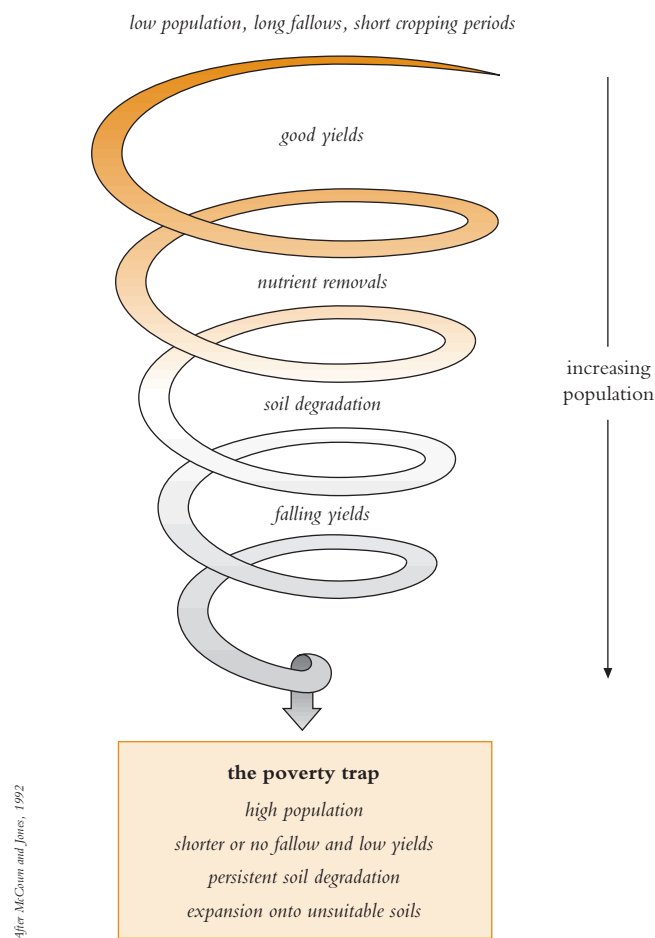 low population, long fallows, short cropping periods
good yields
nutrient removals
increasing
population
soil degradation
falling yields
the poverty trap
high population
shorter or no fallow and low yields
persistent soil degradation
expansion onto unsuitable soils
After McCown and Jones, 1992